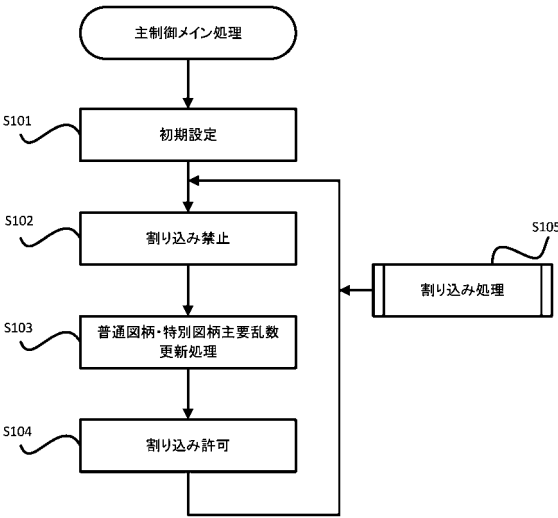 主制御メイン処理
S101
初期設定
S102
割り込み禁止
S105
割り込み処理
S103
普通図柄・特別図柄主要乱数
更新処理
S104
割り込み許可